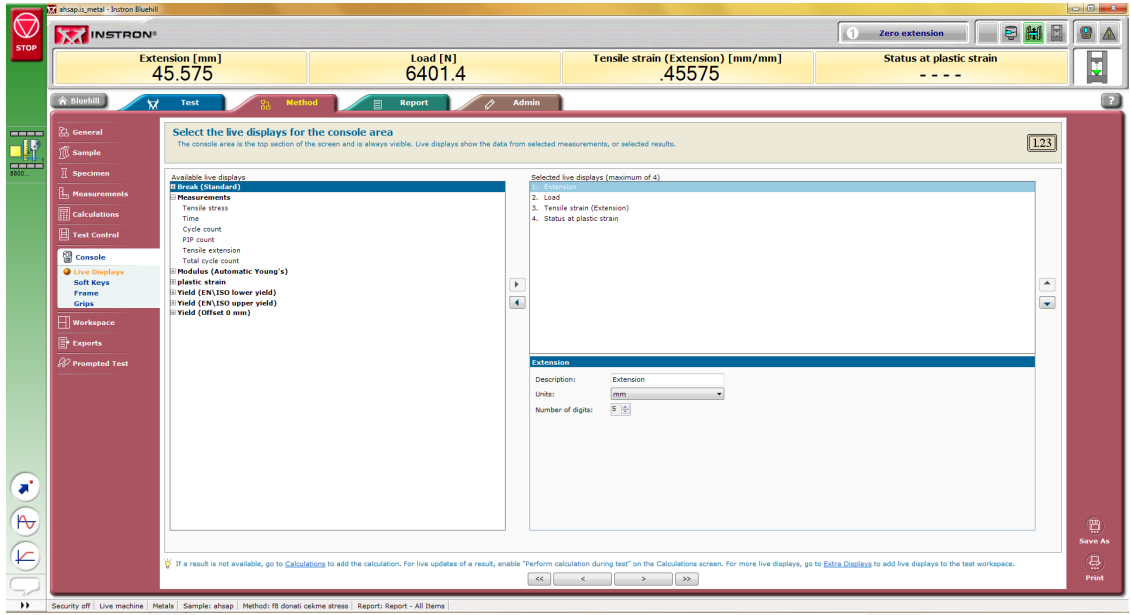 ahsap.is_metal - Instron Bluehill
STOP
INSTRON®
1 Zero extension
Extension [mm]
45.575
Load [N]
6401.4
Tensile strain (Extension) [mm/mm]
.45575
Status at plastic strain
- - - -
Bluehill
Test
Method
Report
Admin
?
General
Sample
Specimen
Measurements
Calculations
Test Control
Console
Live Displays
Soft Keys
Frame
Grips
Workspace
Exports
Prompted Test
8800...
Select the live displays for the console area
The console area is the top section of the screen and is always visible. Live displays show the data from selected measurements, or selected results.
1.23
Available live displays
Break (Standard)
Measurements
Tensile stress
Time
Cycle count
PIP count
Tensile extension
Total cycle count
Modulus (Automatic Young's)
plastic strain
Yield (EN\ISO lower yield)
Yield (EN\ISO upper yield)
Yield (Offset 0 mm)
Selected live displays (maximum of 4)
1. Extension
2. Load
3. Tensile strain (Extension)
4. Status at plastic strain
Extension
Description: Extension
Units: mm
Number of digits: 5
If a result is not available, go to Calculations to add the calculation. For live updates of a result, enable "Perform calculation during test" on the Calculations screen. For more live displays, go to Extra Displays to add live displays to the test workspace.
<< < > >>
Save As
Print
Security off Live machine Metals Sample: ahsap Method: f8 donati cekme stress Report: Report - All Items